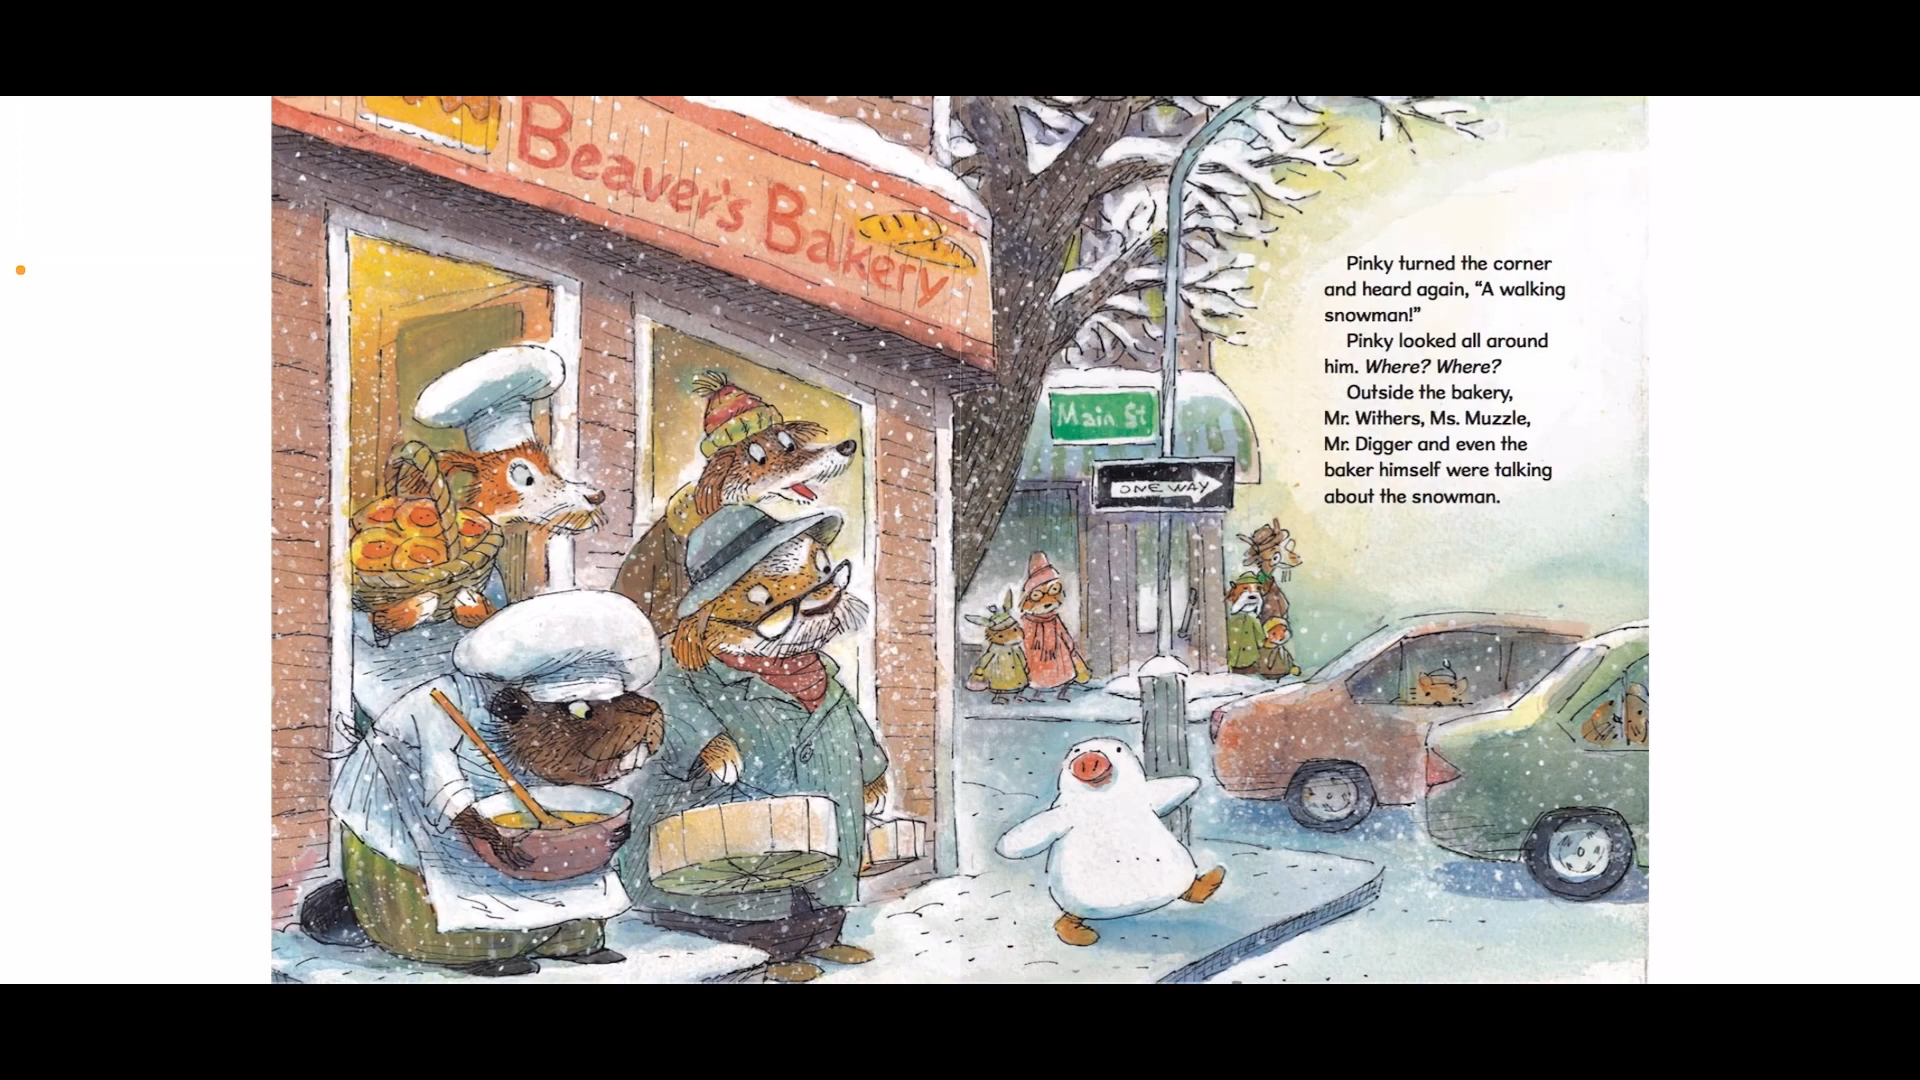 Beaver's Bakery
Main St
ONE WAY
Pinky turned the corner
and heard again, “A walking
snowman!”
Pinky looked all around
him. Where? Where?
Outside the bakery,
Mr. Withers, Ms. Muzzle,
Mr. Digger and even the
baker himself were talking
about the snowman.